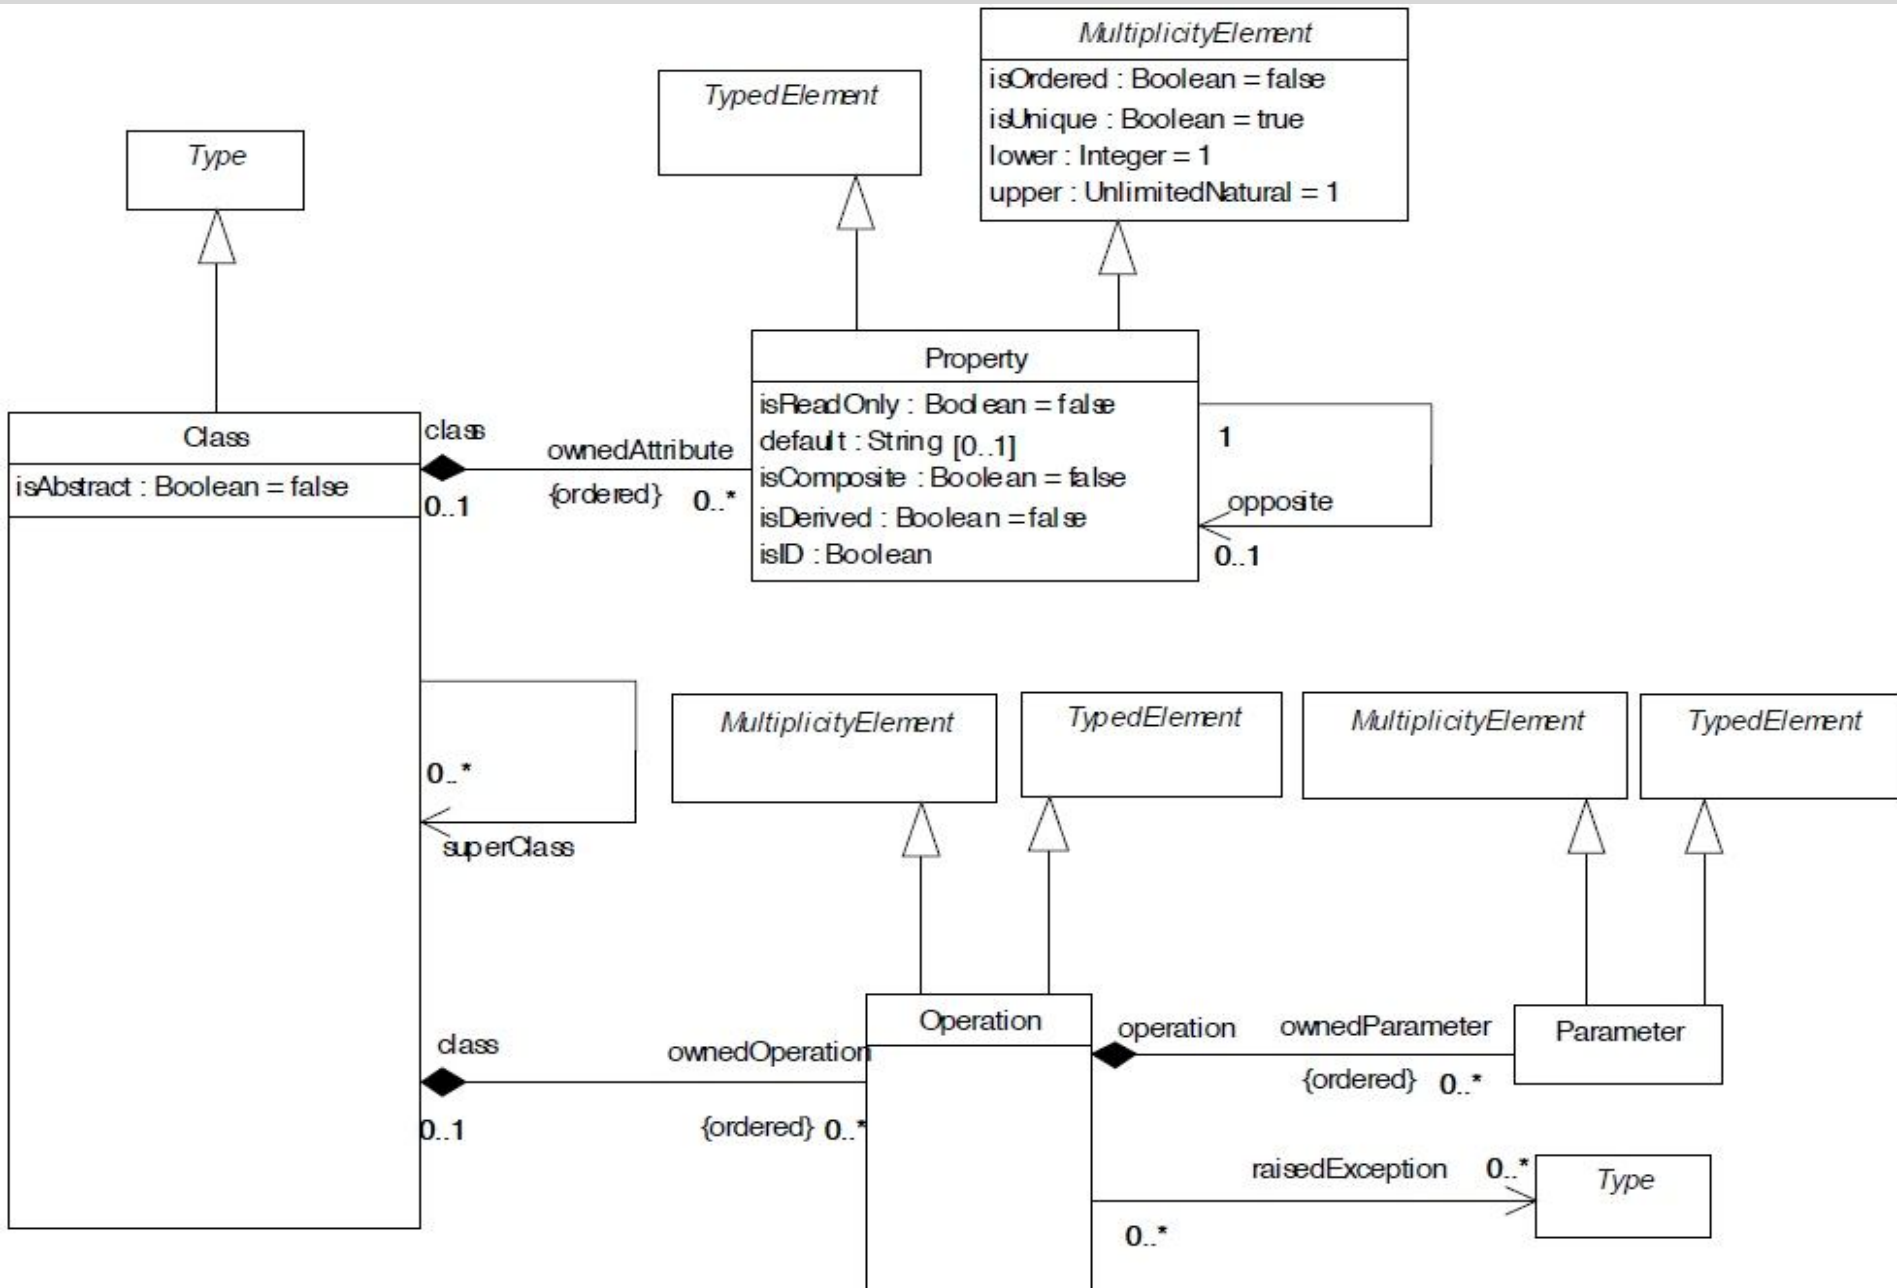 MultiplicityElement
isOrdered : Boolean = false
isUnique : Boolean = true
lower : Integer = 1
upper : UnlimitedNatural = 1
TypedElement
Type
Property
isReadOnly : Boolean = false
default : String [0..1]
isComposite : Boolean = false
isDerived : Boolean =false
isID : Boolean
1
opposite
0..1
Class
isAbstract : Boolean = false
class
0..1
ownedAttribute
{ordered} 0..*
0..*
superClass
MultiplicityElement
TypedElement
MultiplicityElement
TypedElement
Operation
class
0..1
ownedOperation
{ordered} 0..*
operation
ownedParameter
{ordered} 0..*
Parameter
raisedException 0..*
0..*
Type